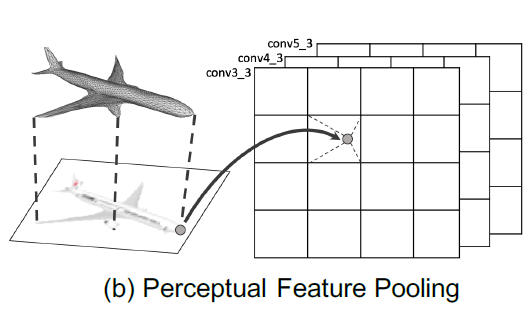 conv5_3
conv4_3
conv3_3
(b) Perceptual Feature Pooling